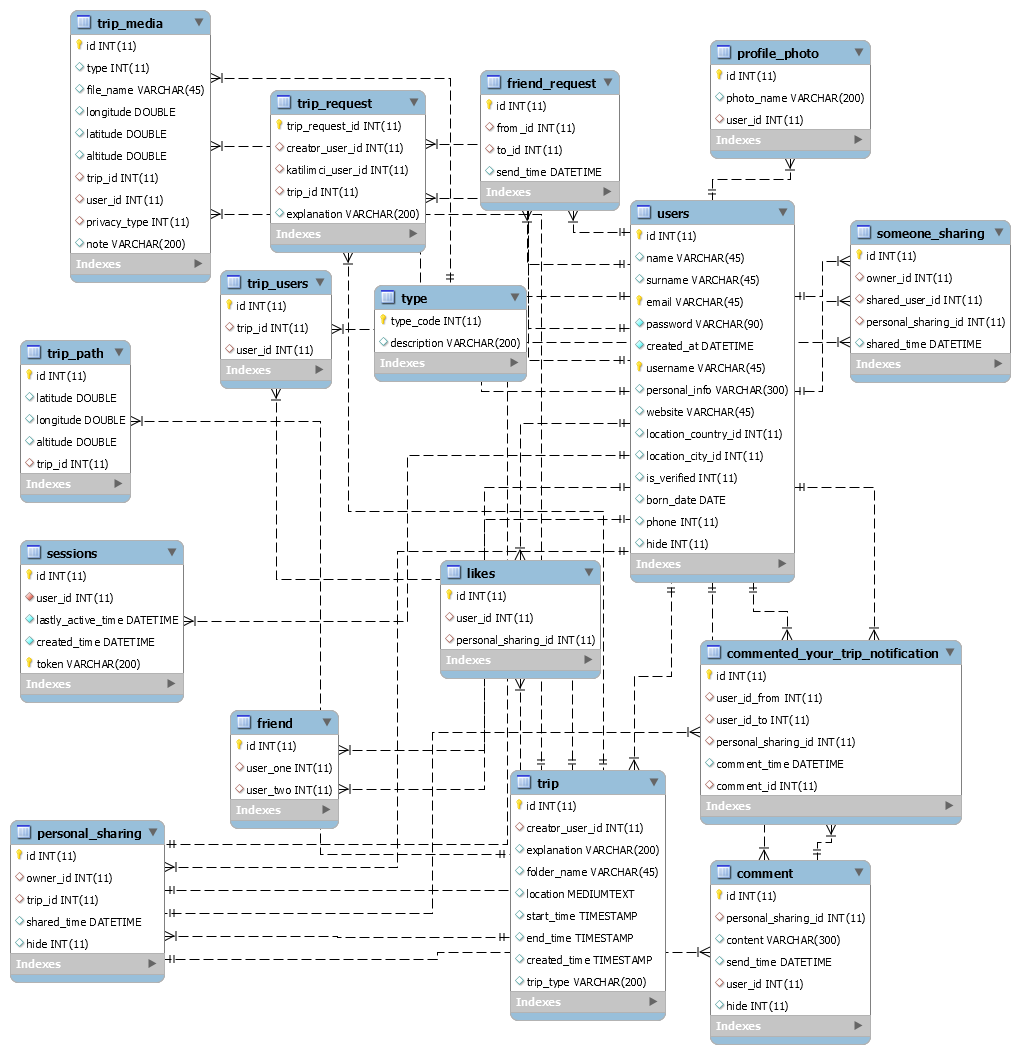 trip_media
id INT(11)
type INT(11)
file_name VARCHAR(45)
longitude DOUBLE
latitude DOUBLE
altitude DOUBLE
trip_id INT(11)
user_id INT(11)
privacy_type INT(11)
note VARCHAR(200)
Indexes
trip_request
trip_request_id INT(11)
creator_user_id INT(11)
katilimci_user_id INT(11)
trip_id INT(11)
explanation VARCHAR(200)
Indexes
friend_request
id INT(11)
from_id INT(11)
to_id INT(11)
send_time DATETIME
Indexes
profile_photo
id INT(11)
photo_name VARCHAR(200)
user_id INT(11)
Indexes
users
id INT(11)
name VARCHAR(45)
surname VARCHAR(45)
email VARCHAR(45)
password VARCHAR(90)
created_at DATETIME
username VARCHAR(45)
personal_info VARCHAR(300)
website VARCHAR(45)
location_country_id INT(11)
location_city_id INT(11)
is_verified INT(11)
born_date DATE
phone INT(11)
hide INT(11)
Indexes
someone_sharing
id INT(11)
owner_id INT(11)
shared_user_id INT(11)
personal_sharing_id INT(11)
shared_time DATETIME
Indexes
trip_users
id INT(11)
trip_id INT(11)
user_id INT(11)
Indexes
type
type_code INT(11)
description VARCHAR(200)
Indexes
trip_path
id INT(11)
latitude DOUBLE
longitude DOUBLE
altitude DOUBLE
trip_id INT(11)
Indexes
sessions
id INT(11)
user_id INT(11)
lastly_active_time DATETIME
created_time DATETIME
token VARCHAR(200)
Indexes
likes
id INT(11)
user_id INT(11)
personal_sharing_id INT(11)
Indexes
commented_your_trip_notification
id INT(11)
user_id_from INT(11)
user_id_to INT(11)
personal_sharing_id INT(11)
comment_time DATETIME
comment_id INT(11)
Indexes
friend
id INT(11)
user_one INT(11)
user_two INT(11)
Indexes
trip
id INT(11)
creator_user_id INT(11)
explanation VARCHAR(200)
folder_name VARCHAR(45)
location MEDIUMTEXT
start_time TIMESTAMP
end_time TIMESTAMP
created_time TIMESTAMP
trip_type VARCHAR(200)
Indexes
personal_sharing
id INT(11)
owner_id INT(11)
trip_id INT(11)
shared_time DATETIME
hide INT(11)
Indexes
comment
id INT(11)
personal_sharing_id INT(11)
content VARCHAR(300)
send_time DATETIME
user_id INT(11)
hide INT(11)
Indexes